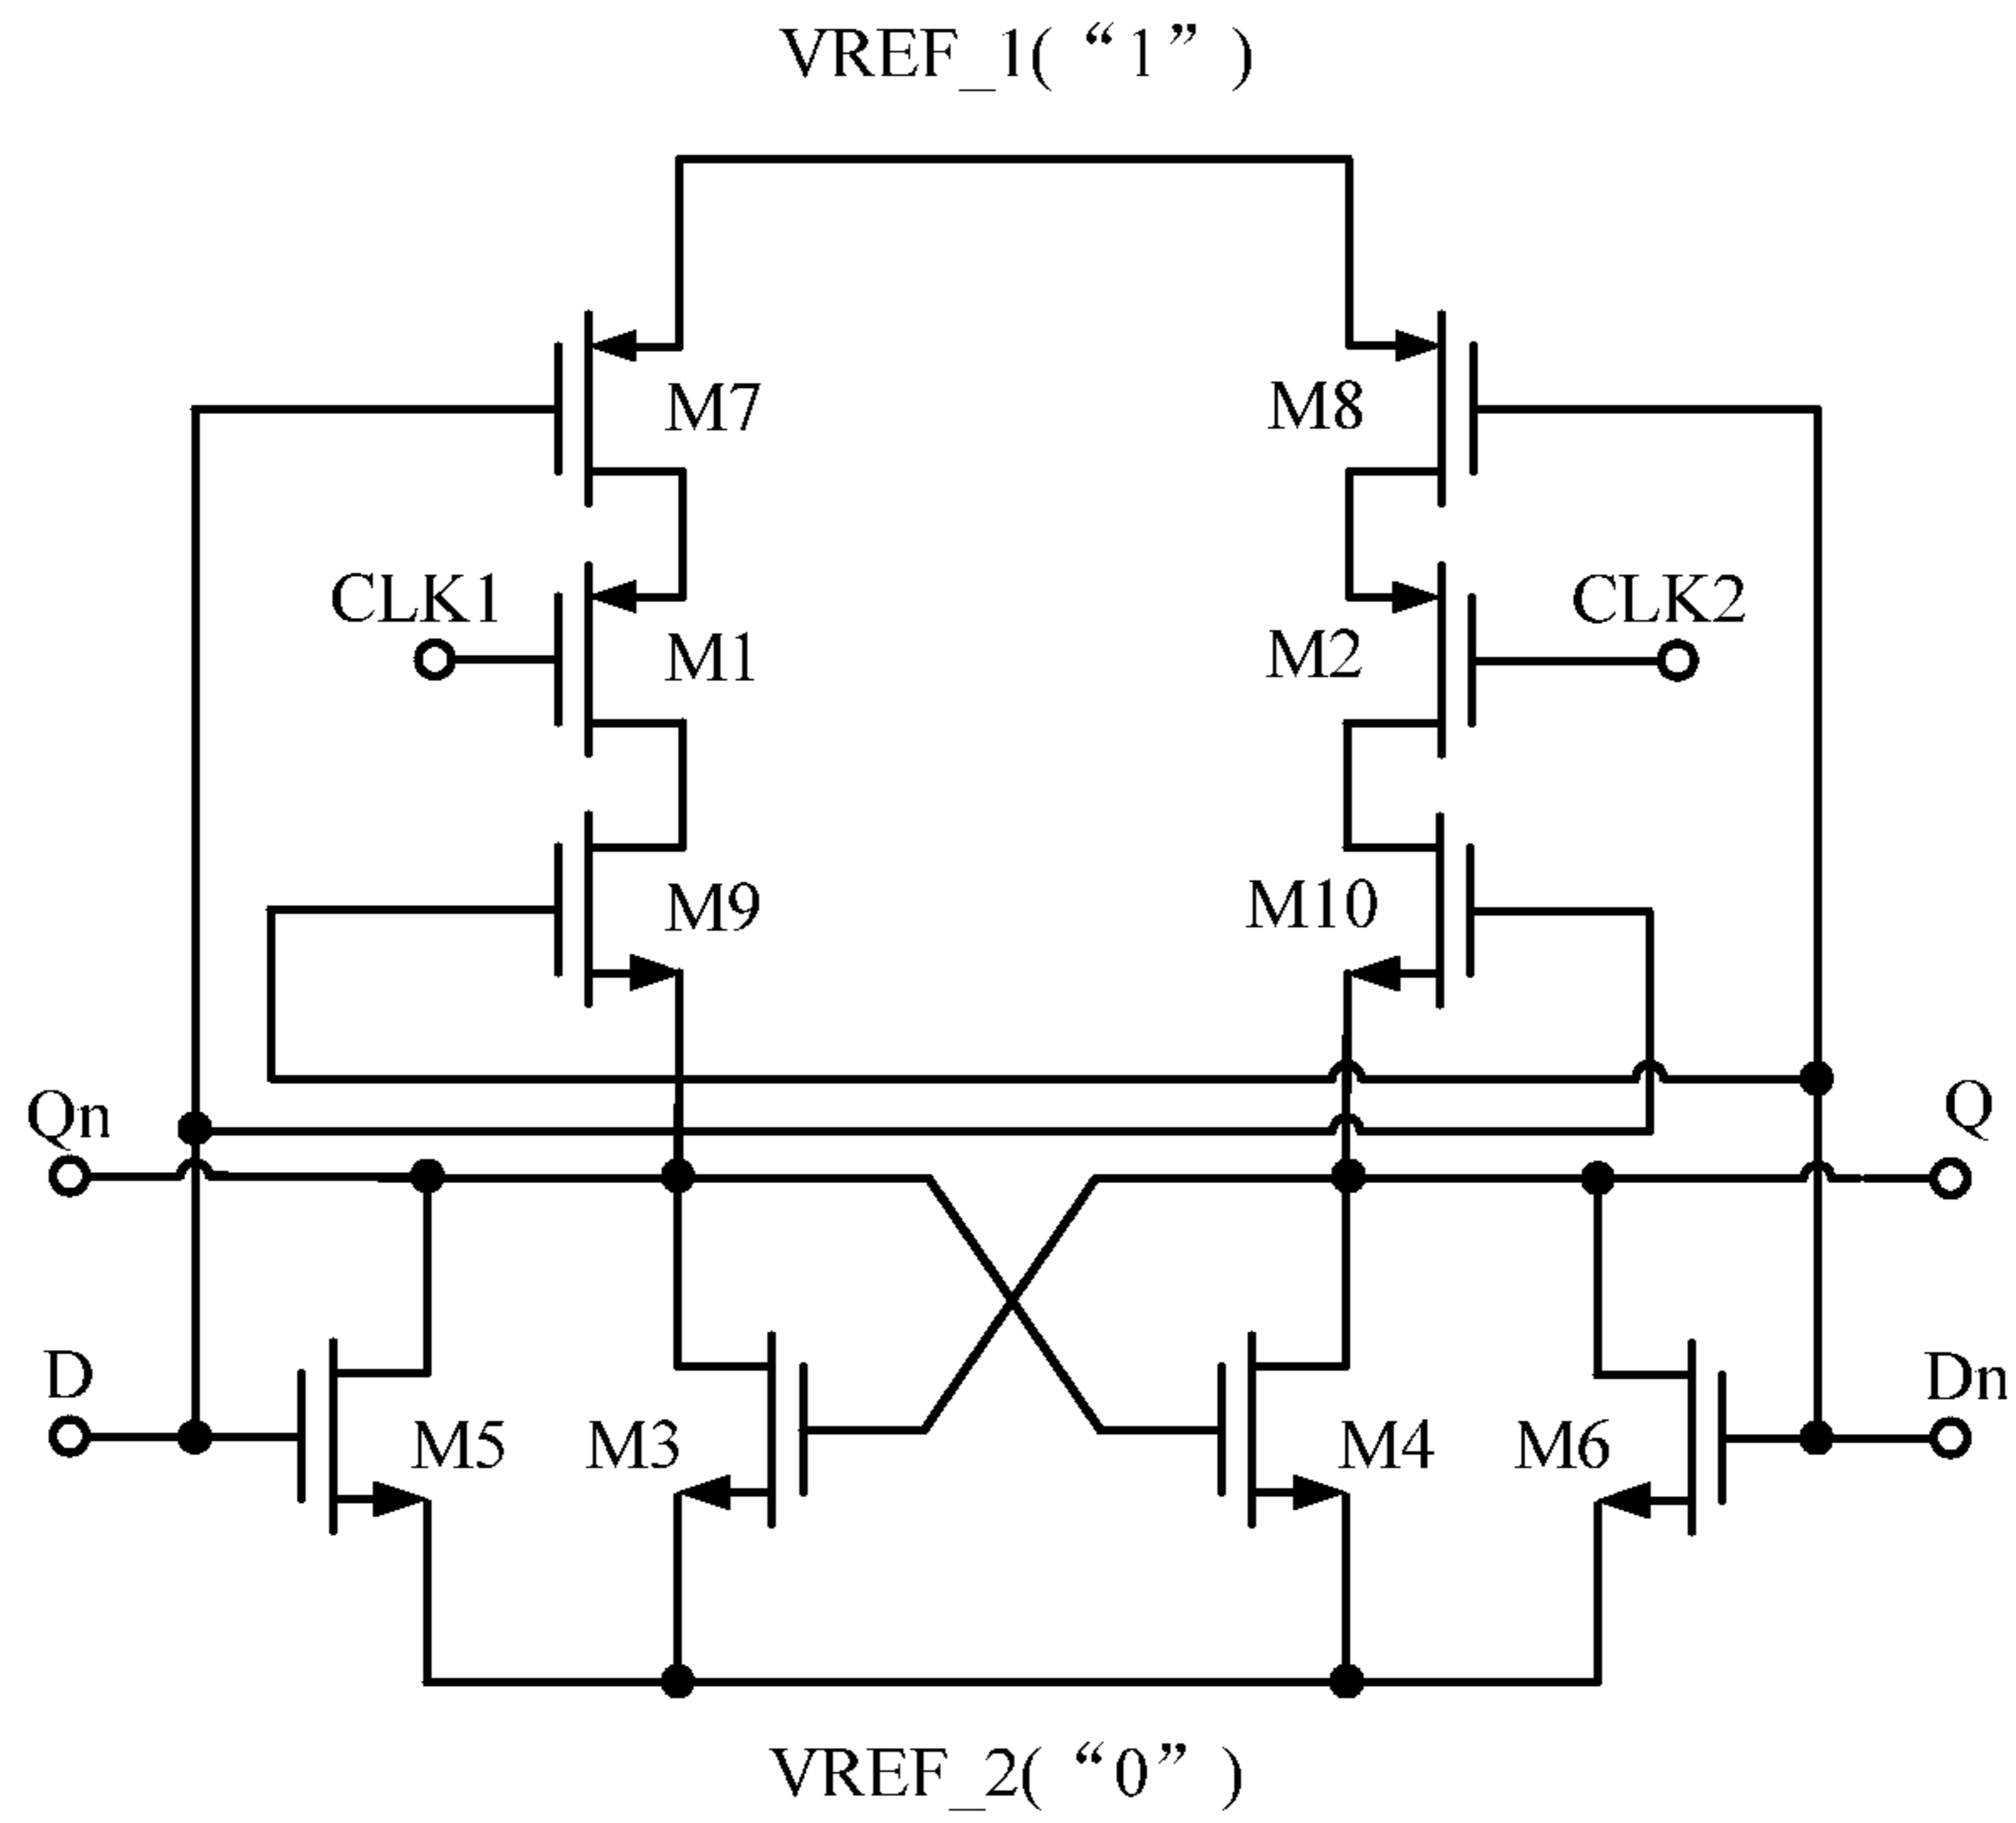 VREF_1(“1”)
M7
M8
CLK1
M1
M2
CLK2
M9
M10
Qn
Q
D
M5
M3
M4
M6
Dn
VREF_2(“0”)